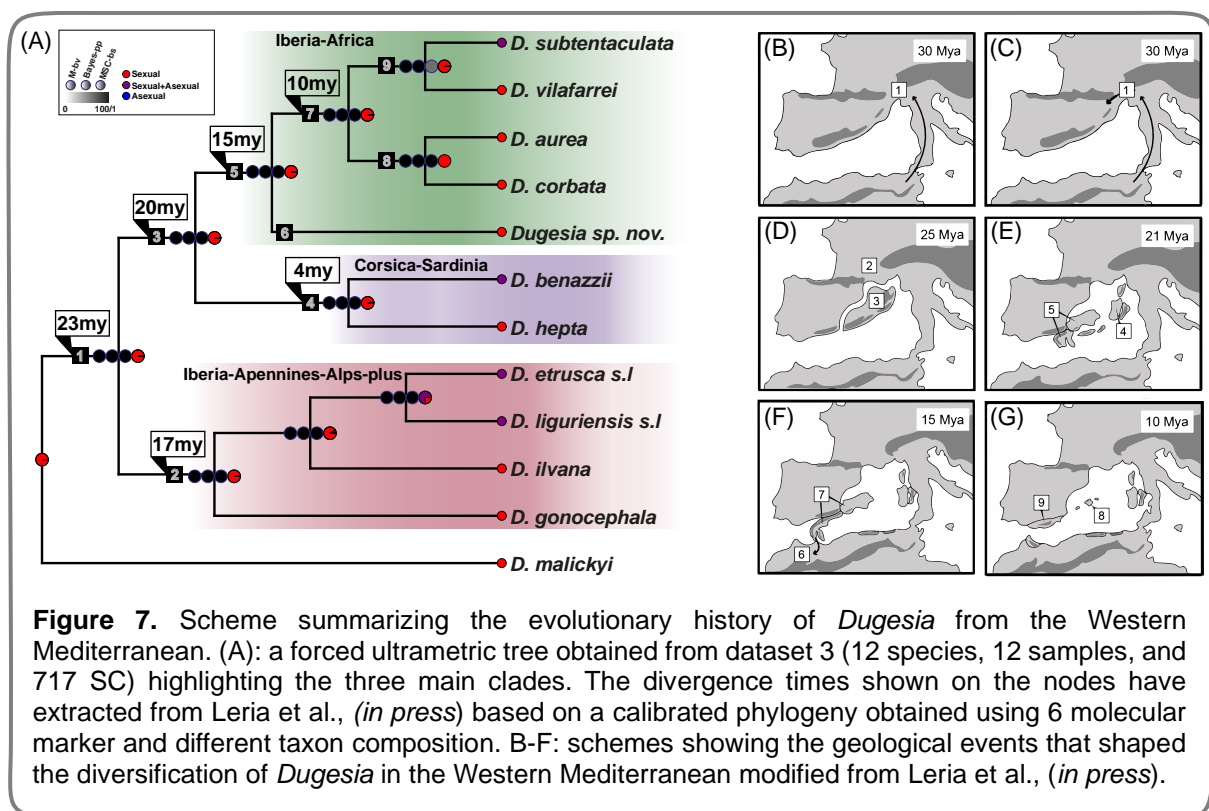 (A)
M-bv
Bayes-pp
MSC-bs
0
100/1
Sexual
Sexual+Asexual
Asexual
Iberia-Africa
D. subtentaculata
9
D. vilafarrei
10my
7
D. aurea
15my
8
D. corbata
5
20my
6
Dugesia sp. nov.
3
Corsica-Sardinia
4my
D. benazzii
4
D. hepta
23my
1
Iberia-Apennines-Alps-plus
D. etrusca s.l
D. liguriensis s.l
17my
D. ilvana
2
D. gonocephala
D. malickyi
(B)
30 Mya
1
(C)
30 Mya
1
(D)
25 Mya
2
3
(E)
21 Mya
5
4
(F)
15 Mya
7
6
(G)
10 Mya
9
8
Figure 7. Scheme summarizing the evolutionary history of Dugesia from the Western
Mediterranean. (A): a forced ultrametric tree obtained from dataset 3 (12 species, 12 samples, and
717 SC) highlighting the three main clades. The divergence times shown on the nodes have
extracted from Leria et al., (in press) based on a calibrated phylogeny obtained using 6 molecular
marker and different taxon composition. B-F: schemes showing the geological events that shaped
the diversification of Dugesia in the Western Mediterranean modified from Leria et al., (in press).